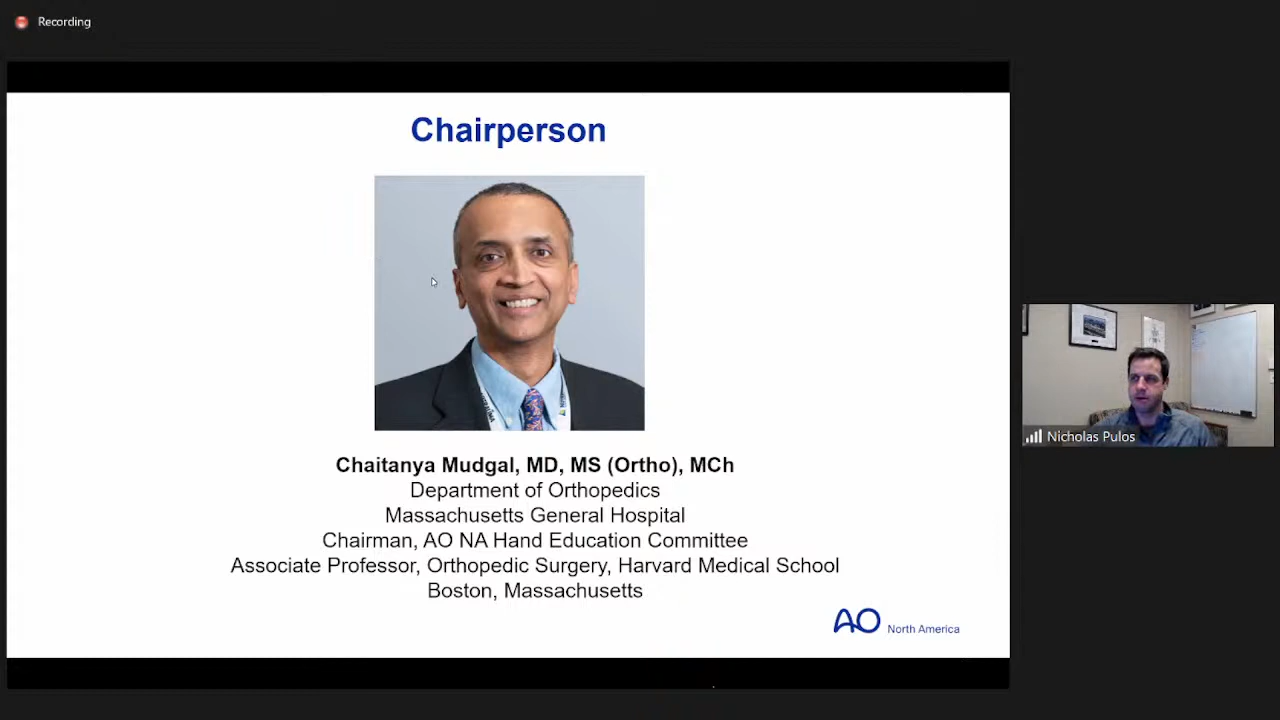 Recording
Chairperson
Chaitanya Mudgal, MD, MS (Ortho), MCh
Department of Orthopedics
Massachusetts General Hospital
Chairman, AO NA Hand Education Committee
Associate Professor, Orthopedic Surgery, Harvard Medical School
Boston, Massachusetts
AO North America
Nicholas Pulos